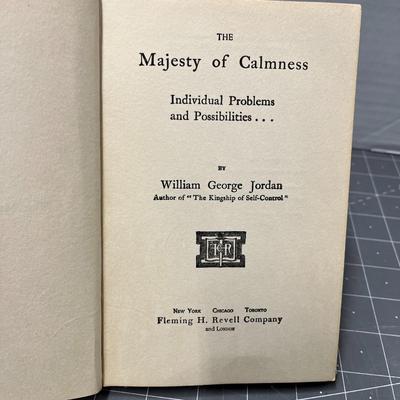 THE
Majesty of Calmness
Individual Problems
and Possibilities . . .
BY
William George Jordan
Author of "The Kingship of Self-Control"
NEW YORK CHICAGO TORONTO
Fleming H. Revell Company
and LONDON